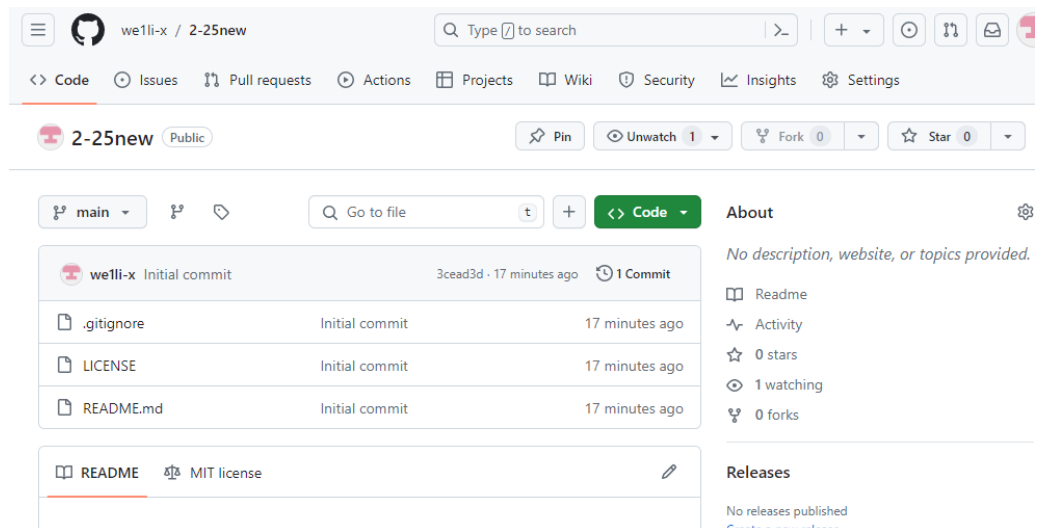 we1li-x / 2-25new
Type / to search
Code
Issues
Pull requests
Actions
Projects
Wiki
Security
Insights
Settings
2-25new Public
Pin
Unwatch 1
Fork 0
Star 0
main
Go to file t
Code
About
No description, website, or topics provided.
we1li-x Initial commit 3cead3d · 17 minutes ago 1 Commit
.gitignore Initial commit 17 minutes ago
LICENSE Initial commit 17 minutes ago
README.md Initial commit 17 minutes ago
Readme
Activity
0 stars
1 watching
0 forks
README MIT license
Releases
No releases published